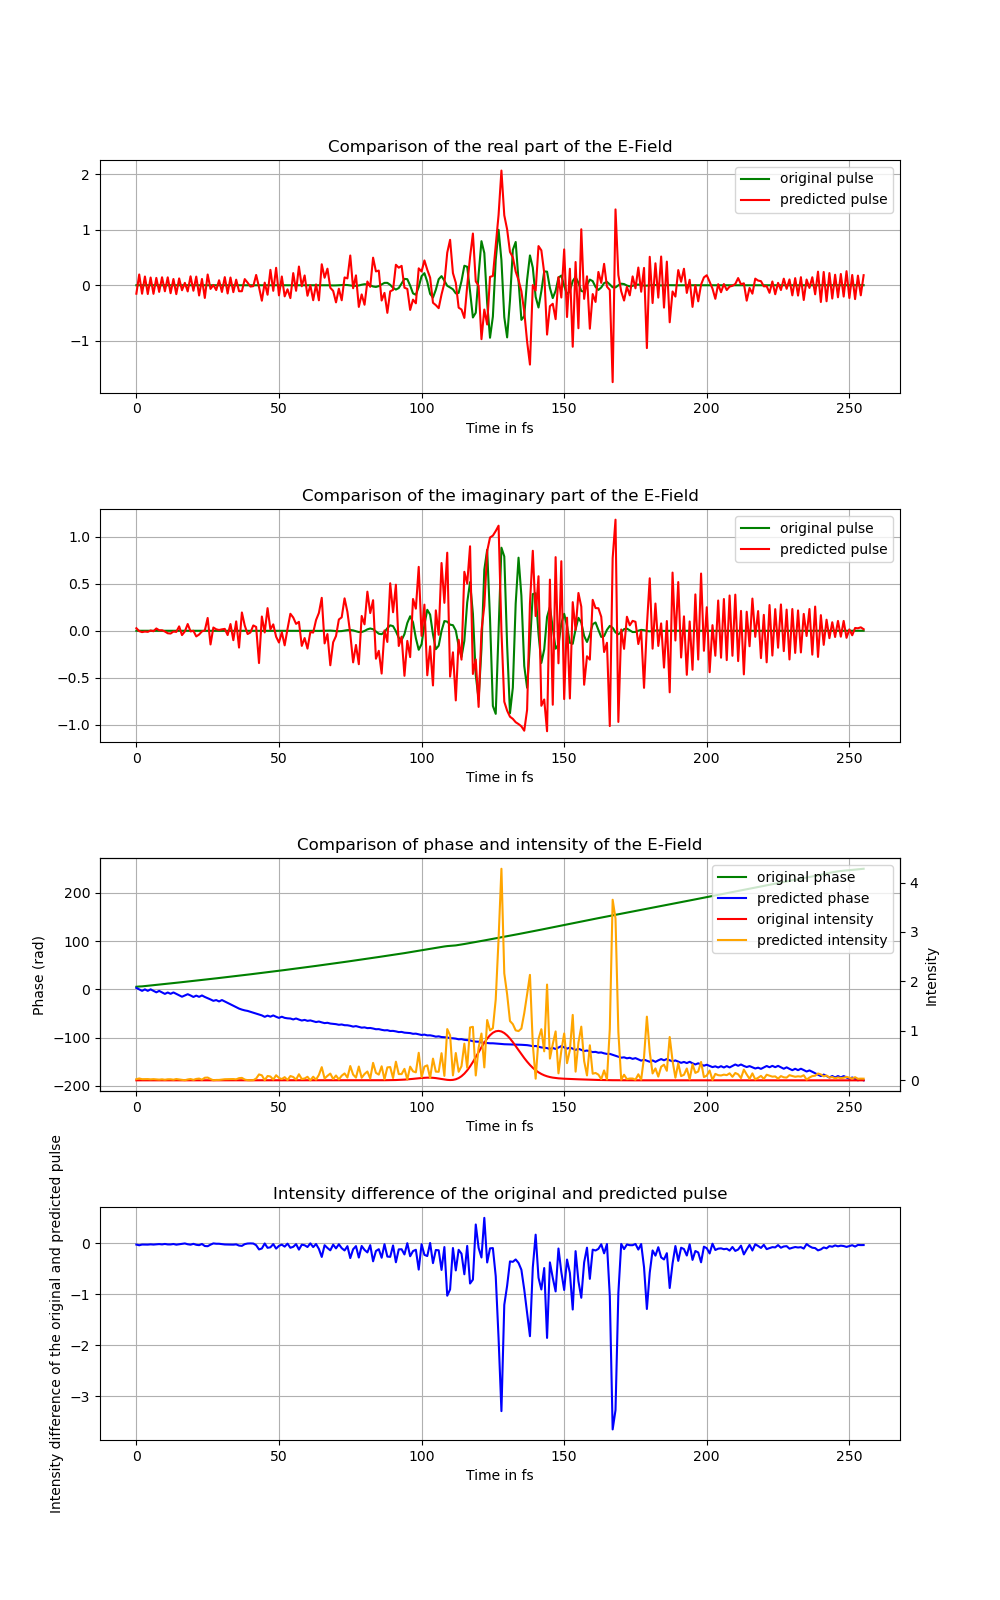 Comparison of the real part of the E-Field
original pulse
predicted pulse
2
1
0
−1
0 50 100 150 200 250
Time in fs
Comparison of the imaginary part of the E-Field
original pulse
predicted pulse
1.0
0.5
0.0
−0.5
−1.0
0 50 100 150 200 250
Time in fs
Comparison of phase and intensity of the E-Field
original phase
predicted phase
original intensity
predicted intensity
Phase (rad)
200
100
0
−100
−200
4
3
2
1
0
Intensity
0 50 100 150 200 250
Time in fs
Intensity difference of the original and predicted pulse
Intensity difference of the original and predicted pulse
0
−1
−2
−3
0 50 100 150 200 250
Time in fs